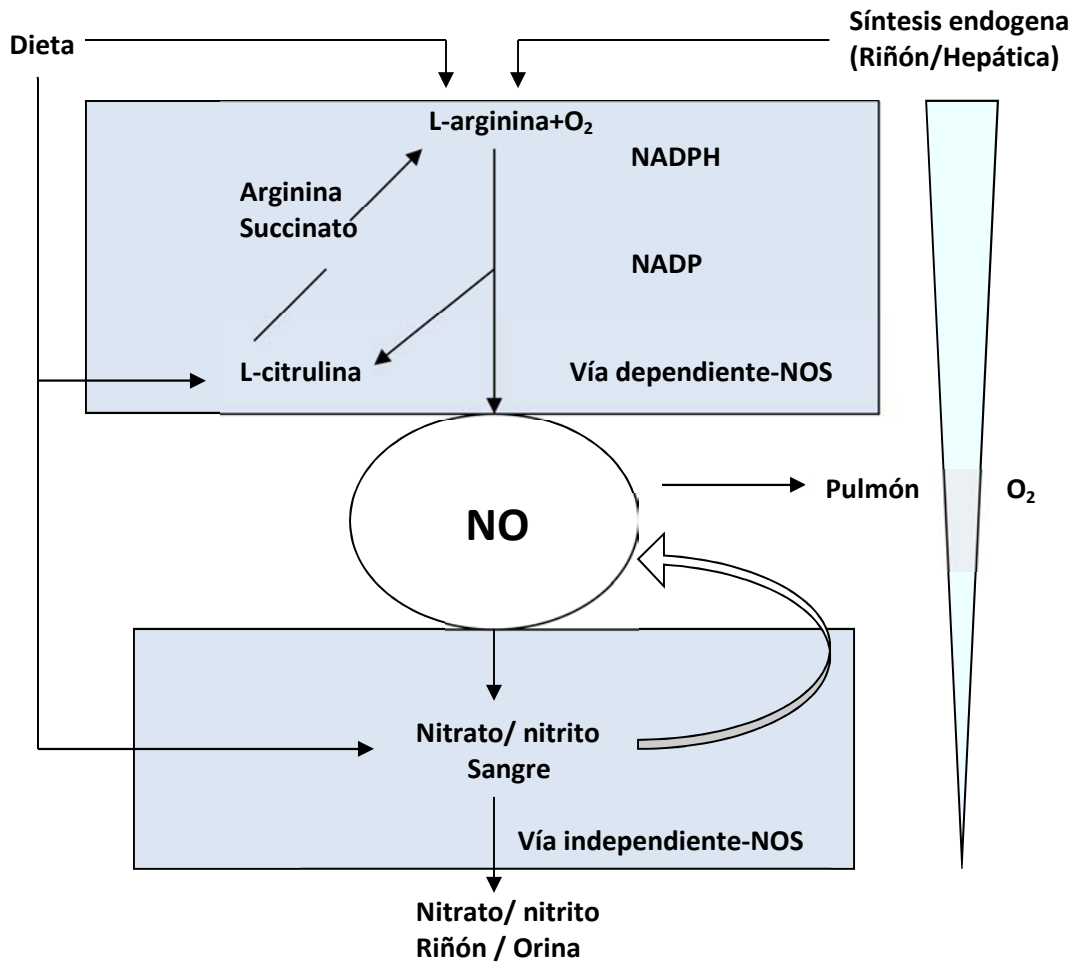 Dieta
Síntesis endogena
(Riñón/Hepática)
L-arginina+O₂
NADPH
Arginina
Succinato
NADP
L-citrulina
Vía dependiente-NOS
NO
Pulmón
O₂
Nitrato/ nitrito
Sangre
Vía independiente-NOS
Nitrato/ nitrito
Riñón / Orina